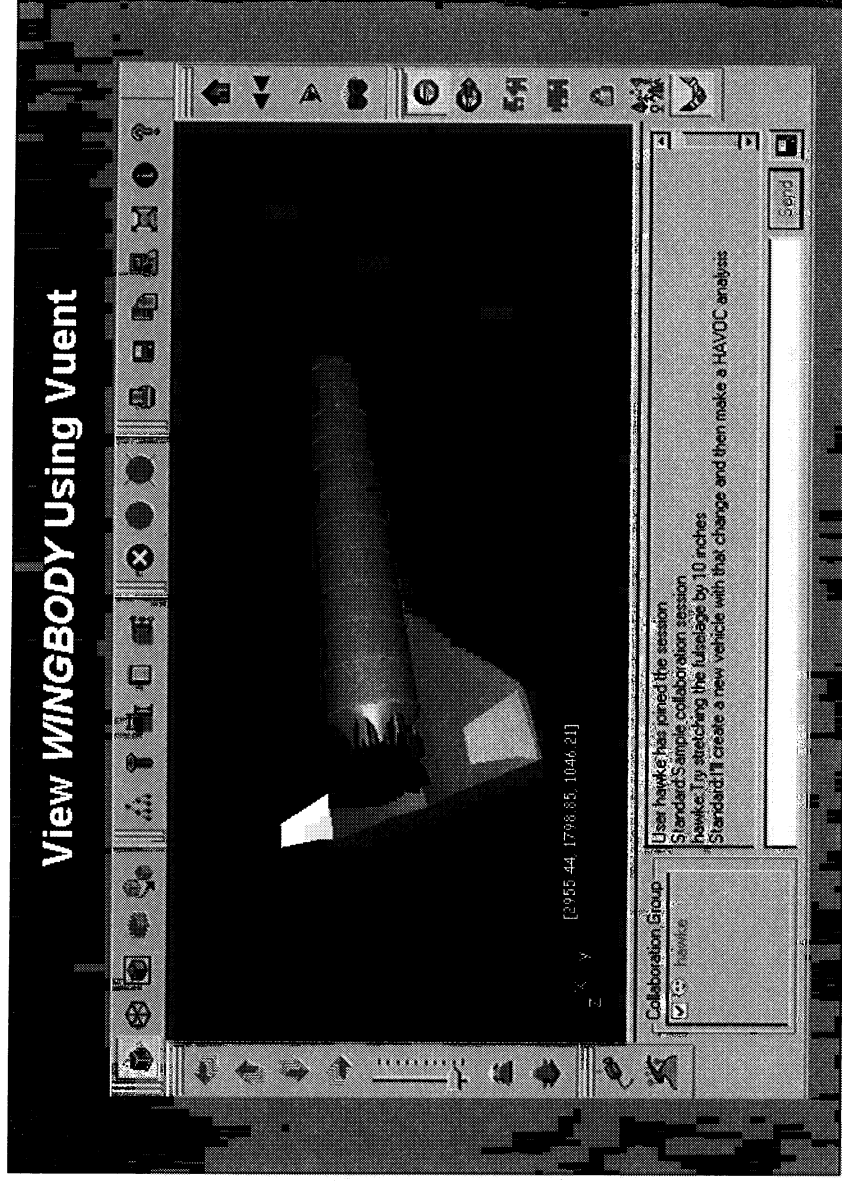 View WINGBODY Using Vuent
z X y [2955.44, 1798.85, 1046.21]
Collaboration Group
hawke
User hawke has joined the session
Standard:Sample collaboration session
hawke:Try stretching the fulselage by 10 inches
Standard:I'll create a new vehicle with that change and then make a HAVOC analysis
Send